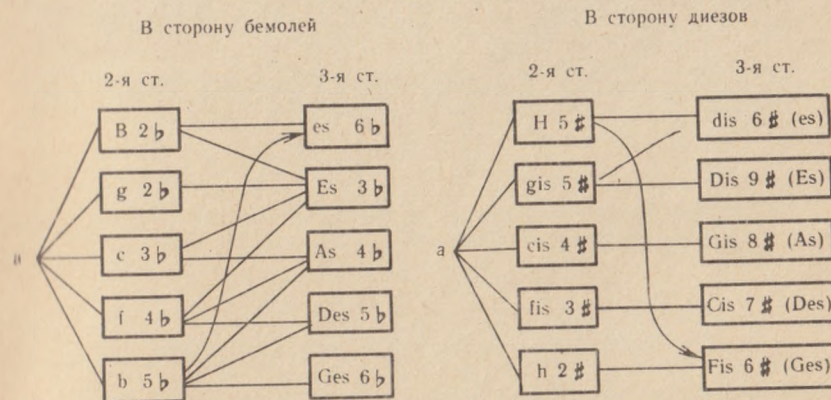 В сторону бемолей
2-я ст.
3-я ст.
B 2♭
es 6♭
g 2♭
Es 3♭
c 3♭
As 4♭
f 4♭
Des 5♭
b 5♭
Ges 6♭
В сторону диезов
2-я ст.
3-я ст.
H 5♯
dis 6♯ (es)
gis 5♯
Dis 9♯ (Es)
a
cis 4♯
Gis 8♯ (As)
fis 3♯
Cis 7♯ (Des)
h 2♯
Fis 6♯ (Ges)